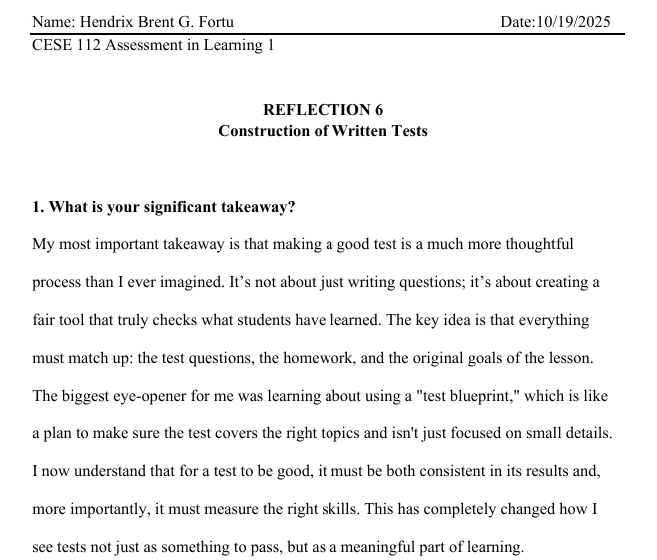 Name: Hendrix Brent G. Fortu Date:10/19/2025
CESE 112 Assessment in Learning 1
REFLECTION 6
Construction of Written Tests
1. What is your significant takeaway?
My most important takeaway is that making a good test is a much more thoughtful
process than I ever imagined. It’s not about just writing questions; it’s about creating a
fair tool that truly checks what students have learned. The key idea is that everything
must match up: the test questions, the homework, and the original goals of the lesson.
The biggest eye-opener for me was learning about using a "test blueprint," which is like
a plan to make sure the test covers the right topics and isn't just focused on small details.
I now understand that for a test to be good, it must be both consistent in its results and,
more importantly, it must measure the right skills. This has completely changed how I
see tests not just as something to pass, but as a meaningful part of learning.